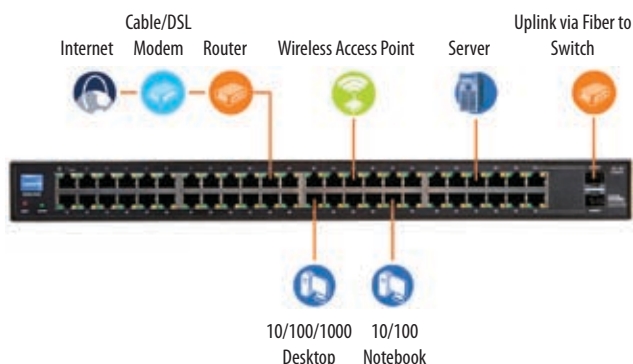 Cable/DSL
Uplink via Fiber to
Internet Modem Router Wireless Access Point Server Switch
10/100/1000 10/100
Desktop Notebook